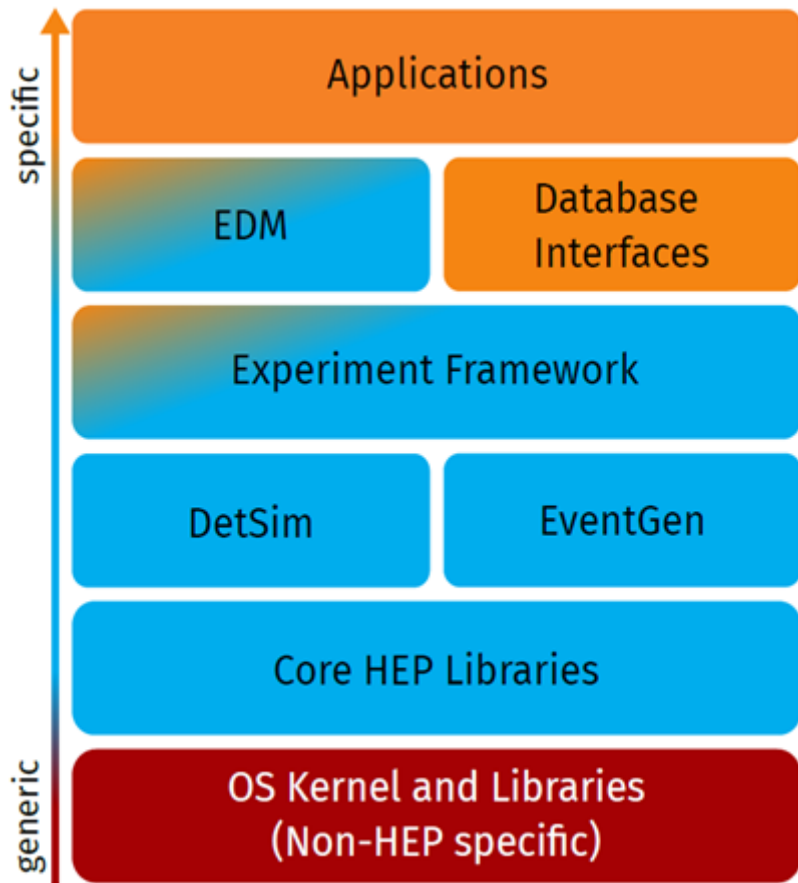 specific
Applications
EDM
Database
Interfaces
Experiment Framework
DetSim
EventGen
Core HEP Libraries
generic
OS Kernel and Libraries
(Non-HEP specific)